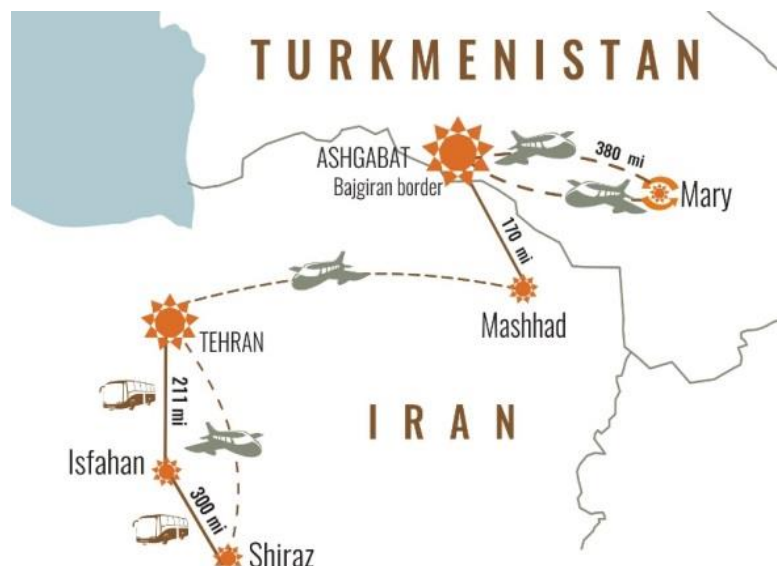 TURKMENISTAN
ASHGABAT
Bajgiran border
380 mi
Mary
170 mi
Mashhad
TEHRAN
211 mi
IRAN
Isfahan
300 mi
Shiraz